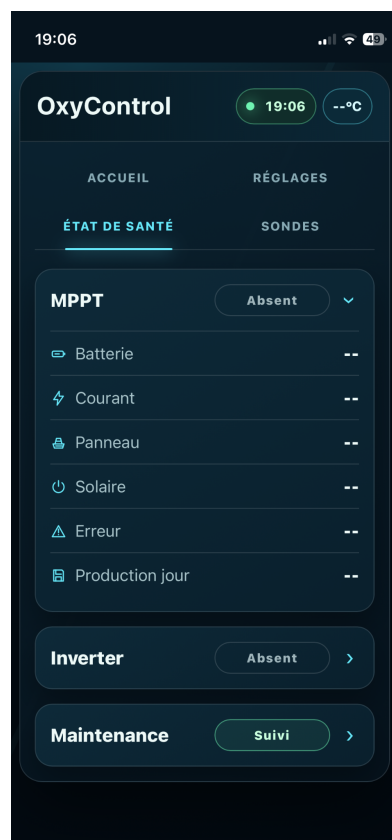 19:06
49
OxyControl
19:06
--°C
ACCUEIL
RÉGLAGES
ÉTAT DE SANTÉ
SONDES
MPPT
Absent
Batterie
--
Courant
--
Panneau
--
Solaire
--
Erreur
--
Production jour
--
Inverter
Absent
Maintenance
Suivi